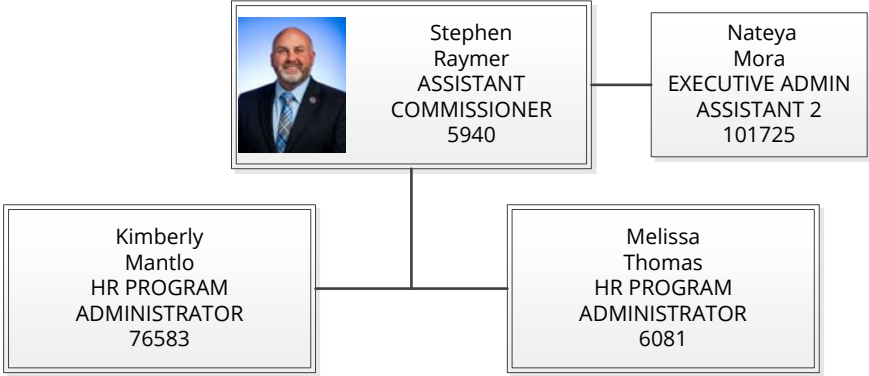 Stephen
Raymer
ASSISTANT
COMMISSIONER
5940
Nateya
Mora
EXECUTIVE ADMIN
ASSISTANT 2
101725
Kimberly
Mantlo
HR PROGRAM
ADMINISTRATOR
76583
Melissa
Thomas
HR PROGRAM
ADMINISTRATOR
6081